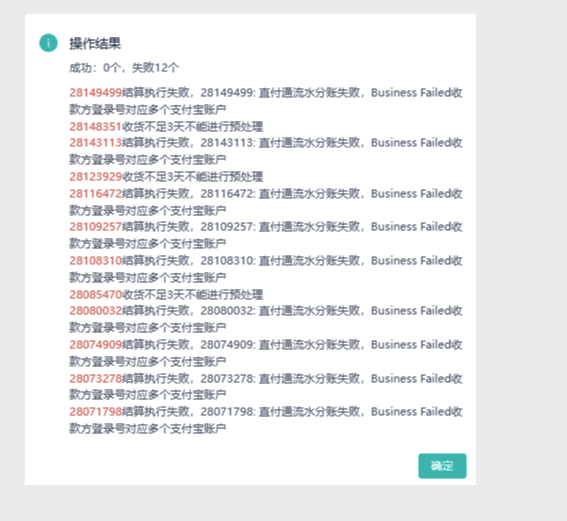 操作结果
成功：0个，失败12个
28149499结算执行失败，28149499: 直付通流水分账失败，Business Failed收
款方登录号对应多个支付宝账户
28148351收货不足3天不能进行预处理
28143113结算执行失败，28143113: 直付通流水分账失败，Business Failed收
款方登录号对应多个支付宝账户
28123929收货不足3天不能进行预处理
28116472结算执行失败，28116472: 直付通流水分账失败，Business Failed收
款方登录号对应多个支付宝账户
28109257结算执行失败，28109257: 直付通流水分账失败，Business Failed收
款方登录号对应多个支付宝账户
28108310结算执行失败，28108310: 直付通流水分账失败，Business Failed收
款方登录号对应多个支付宝账户
28085470收货不足3天不能进行预处理
28080032结算执行失败，28080032: 直付通流水分账失败，Business Failed收
款方登录号对应多个支付宝账户
28074909结算执行失败，28074909: 直付通流水分账失败，Business Failed收
款方登录号对应多个支付宝账户
28073278结算执行失败，28073278: 直付通流水分账失败，Business Failed收
款方登录号对应多个支付宝账户
28071798结算执行失败，28071798: 直付通流水分账失败，Business Failed收
款方登录号对应多个支付宝账户
确定